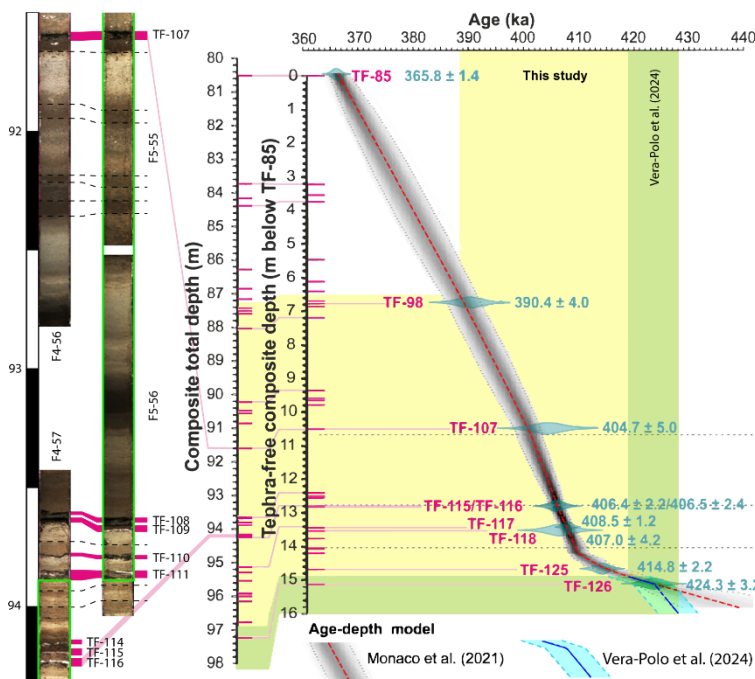 Age (ka)
360
370
380
390
400
410
420
430
440
TF-107
92
93
94
F5-55
F4-56
F5-56
F4-57
TF-108
TF-109
TF-110
TF-111
TF-114
TF-115
TF-116
Composite total depth (m)
80
81
82
83
84
85
86
87
88
89
90
91
92
93
94
95
96
97
98
Tephra-free composite depth (m below TF-85)
0
1
2
3
4
5
6
7
8
9
10
11
12
13
14
15
16
This study
Vera-Polo et al. (2024)
TF-85 365.8 ± 1.4
TF-98 390.4 ± 4.0
TF-107 404.7 ± 5.0
TF-115/TF-116 406.4 ± 2.2/406.5 ± 2.4
TF-117 408.5 ± 1.2
TF-118 407.0 ± 4.2
TF-125 414.8 ± 2.2
TF-126 424.3 ± 3.2
Age-depth model
Monaco et al. (2021)
Vera-Polo et al. (2024)